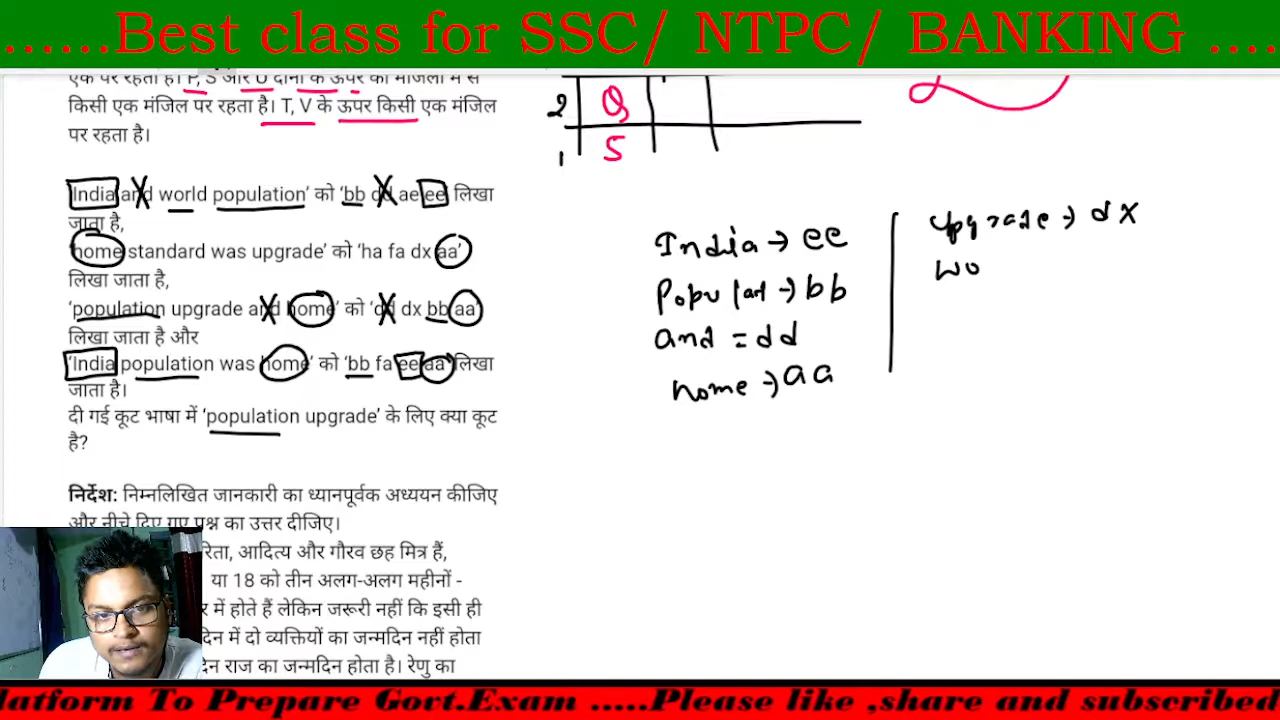 ......Best class for SSC/ NTPC/ BANKING ....
एक पर रहता है। P, S और U दोनों के ऊपर की मंजिलों में से
किसी एक मंजिल पर रहता है। T, V के ऊपर किसी एक मंजिल
पर रहता है।
2 Q
1 S
'India and world population' को 'bb dd ae ee' लिखा
जाता है,
'home standard was upgrade' को 'ha fa dx aa'
लिखा जाता है,
'population upgrade and home' को 'dd dx bb aa'
लिखा जाता है और
'India population was home' को 'bb fa ee aa' लिखा
जाता है।
दी गई कूट भाषा में 'population upgrade' के लिए क्या कूट
है?
India → ee
Popu lat → bb
and = dd
home → aa
upgrade → dx
wo
निर्देश: निम्नलिखित जानकारी का ध्यानपूर्वक अध्ययन कीजिए
और नीचे दिए गए प्रश्न का उत्तर दीजिए।
रिता, आदित्य और गौरव छह मित्र हैं,
या 18 को तीन अलग-अलग महीनों -
र में होते हैं लेकिन जरूरी नहीं कि इसी ही
दिन में दो व्यक्तियों का जन्मदिन नहीं होता
दिन राज का जन्मदिन होता है। रेणु का
latform To Prepare Govt.Exam .....Please like ,share and subscribed